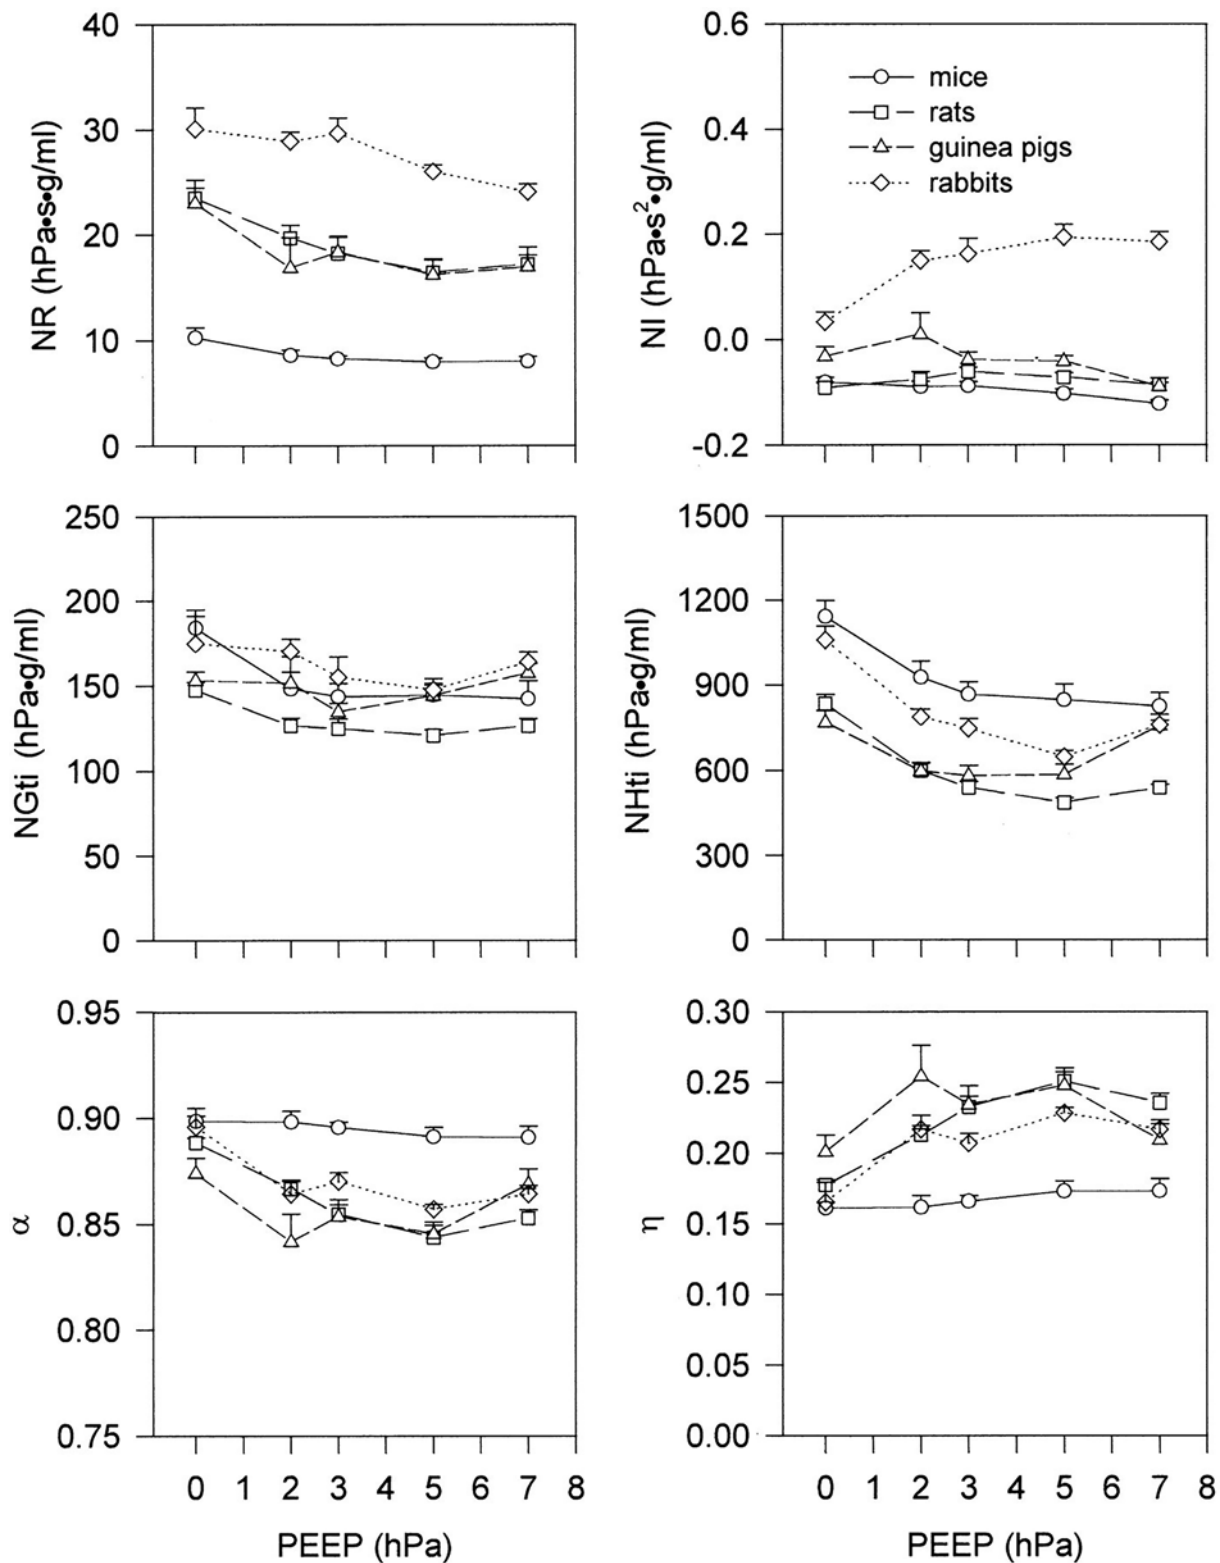 40
30
20
10
0
NR (hPa•s•g/ml)
0.6
0.4
0.2
0.0
-0.2
NI (hPa•s²•g/ml)
mice
rats
guinea pigs
rabbits
250
200
150
100
50
0
NGti (hPa•g/ml)
1500
1200
900
600
300
0
NHti (hPa•g/ml)
0.95
0.90
0.85
0.80
0.75
α
0 1 2 3 4 5 6 7 8
PEEP (hPa)
0.30
0.25
0.20
0.15
0.10
0.05
0.00
η
0 1 2 3 4 5 6 7 8
PEEP (hPa)